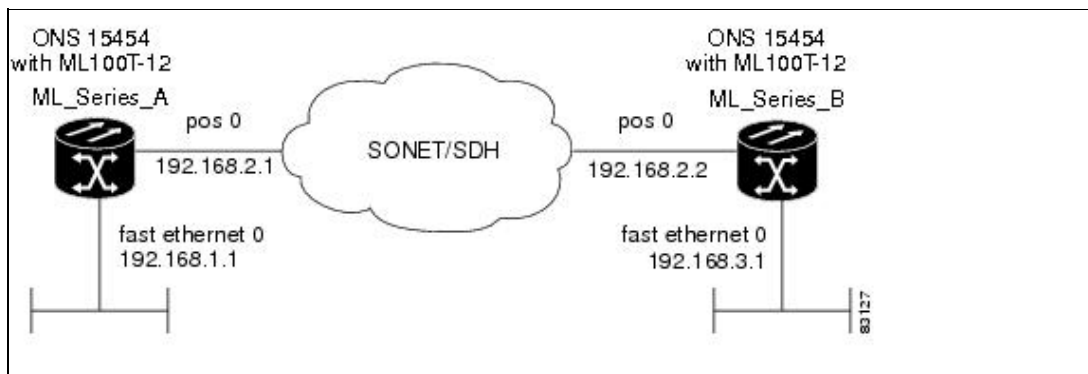 ONS 15454
with ML100T-12
ML_Series_A
pos 0
192.168.2.1
fast ethernet 0
192.168.1.1
SONET/SDH
ONS 15454
with ML100T-12
ML_Series_B
pos 0
192.168.2.2
fast ethernet 0
192.168.3.1
83127